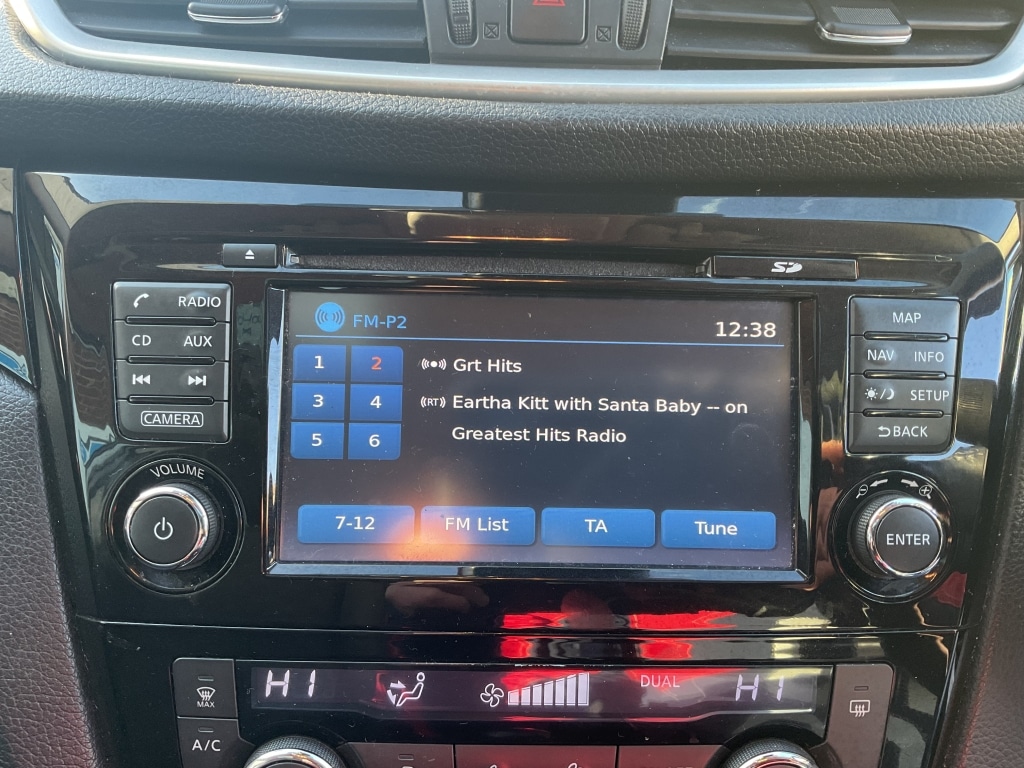 RADIO
CD AUX
CAMERA
VOLUME
SD
FM-P2
12:38
1 2
3 4
5 6
Grt Hits
RT Eartha Kitt with Santa Baby -- on
Greatest Hits Radio
7-12 FM List TA Tune
MAP
NAV INFO
SETUP
BACK
ENTER
MAX
A/C
HI DUAL HI